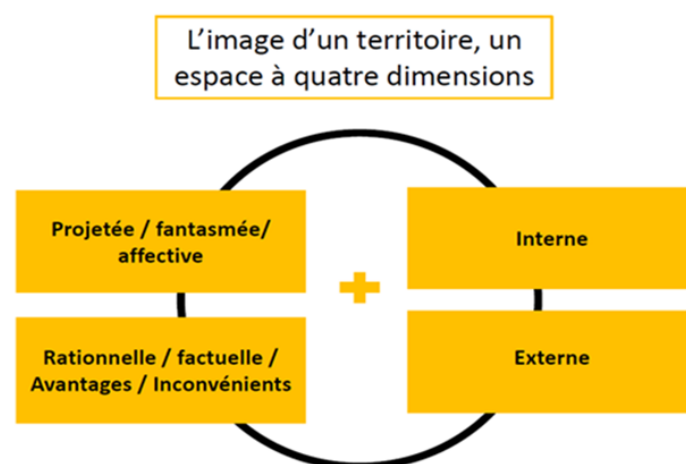 L’image d’un territoire, un
espace à quatre dimensions
Projetée / fantasmée/
affective
Interne
Rationnelle / factuelle /
Avantages / Inconvénients
Externe